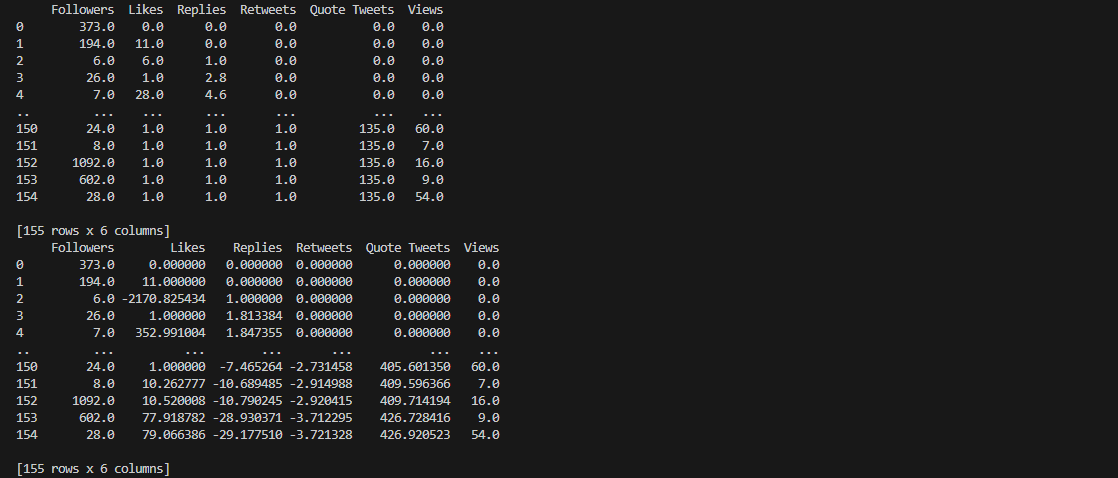 Followers Likes Replies Retweets Quote Tweets Views
0 373.0 0.0 0.0 0.0 0.0 0.0
1 194.0 11.0 0.0 0.0 0.0 0.0
2 6.0 6.0 1.0 0.0 0.0 0.0
3 26.0 1.0 2.8 0.0 0.0 0.0
4 7.0 28.0 4.6 0.0 0.0 0.0
.. ... ... ... ... ... ...
150 24.0 1.0 1.0 1.0 135.0 60.0
151 8.0 1.0 1.0 1.0 135.0 7.0
152 1092.0 1.0 1.0 1.0 135.0 16.0
153 602.0 1.0 1.0 1.0 135.0 9.0
154 28.0 1.0 1.0 1.0 135.0 54.0
[155 rows x 6 columns]
Followers Likes Replies Retweets Quote Tweets Views
0 373.0 0.000000 0.000000 0.000000 0.000000 0.0
1 194.0 11.000000 0.000000 0.000000 0.000000 0.0
2 6.0 -2170.825434 1.000000 0.000000 0.000000 0.0
3 26.0 1.000000 1.813384 0.000000 0.000000 0.0
4 7.0 352.991004 1.847355 0.000000 0.000000 0.0
.. ... ... ... ... ... ...
150 24.0 1.000000 -7.465264 -2.731458 405.601350 60.0
151 8.0 10.262777 -10.689485 -2.914988 409.596366 7.0
152 1092.0 10.520008 -10.790245 -2.920415 409.714194 16.0
153 602.0 77.918782 -28.930371 -3.712295 426.728416 9.0
154 28.0 79.066386 -29.177510 -3.721328 426.920523 54.0
[155 rows x 6 columns]